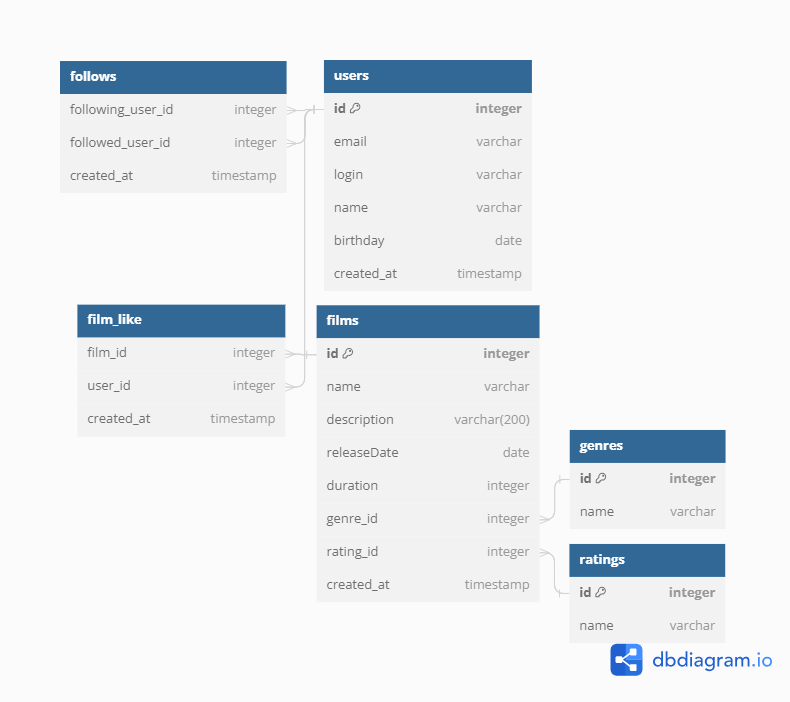 follows
following_user_id integer
followed_user_id integer
created_at timestamp
users
id integer
email varchar
login varchar
name varchar
birthday date
created_at timestamp
film_like
film_id integer
user_id integer
created_at timestamp
films
id integer
name varchar
description varchar(200)
releaseDate date
duration integer
genre_id integer
rating_id integer
created_at timestamp
genres
id integer
name varchar
ratings
id integer
name varchar
dbdiagram.io